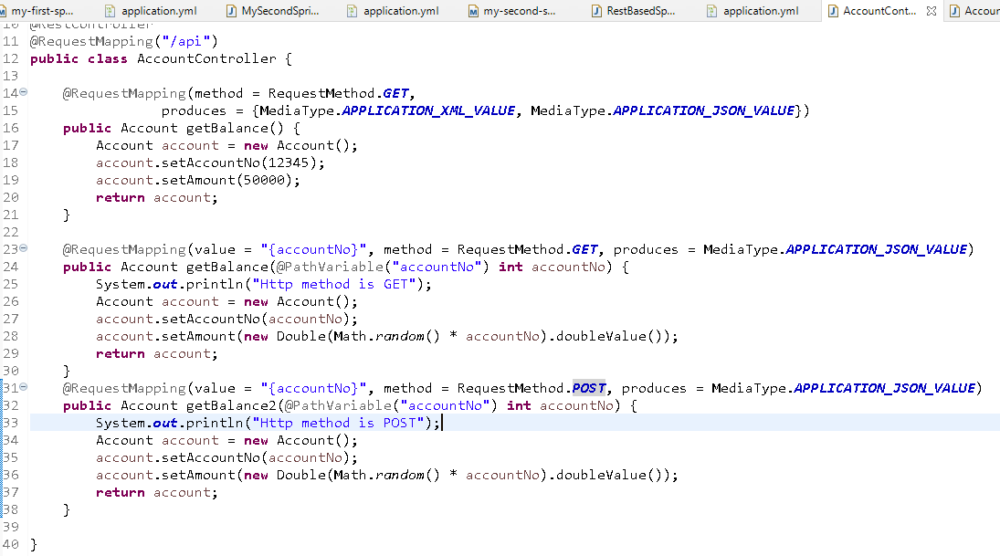 my-first-sp... application.yml MySecondSpri... application.yml my-second-s... RestBasedSp... application.yml AccountCont... Accour
10 @RestController
11 @RequestMapping("/api")
12 public class AccountController {
13
14 @RequestMapping(method = RequestMethod.GET,
15 produces = {MediaType.APPLICATION_XML_VALUE, MediaType.APPLICATION_JSON_VALUE})
16 public Account getBalance() {
17 Account account = new Account();
18 account.setAccountNo(12345);
19 account.setAmount(50000);
20 return account;
21 }
22
23 @RequestMapping(value = "{accountNo}", method = RequestMethod.GET, produces = MediaType.APPLICATION_JSON_VALUE)
24 public Account getBalance(@PathVariable("accountNo") int accountNo) {
25 System.out.println("Http method is GET");
26 Account account = new Account();
27 account.setAccountNo(accountNo);
28 account.setAmount(new Double(Math.random() * accountNo).doubleValue());
29 return account;
30 }
31 @RequestMapping(value = "{accountNo}", method = RequestMethod.POST, produces = MediaType.APPLICATION_JSON_VALUE)
32 public Account getBalance2(@PathVariable("accountNo") int accountNo) {
33 System.out.println("Http method is POST");
34 Account account = new Account();
35 account.setAccountNo(accountNo);
36 account.setAmount(new Double(Math.random() * accountNo).doubleValue());
37 return account;
38 }
39
40 }